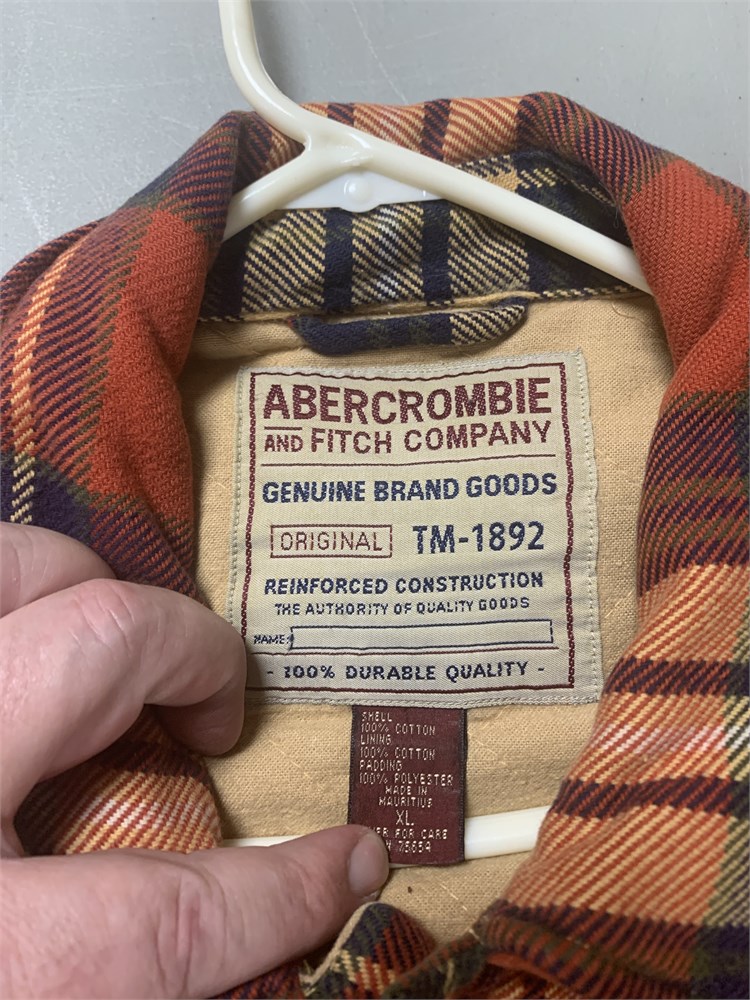 ABERCROMBIE
AND FITCH COMPANY
GENUINE BRAND GOODS
ORIGINAL TM-1892
REINFORCED CONSTRUCTION
THE AUTHORITY OF QUALITY GOODS
NAME:
- 100% DURABLE QUALITY -
SHELL
100% COTTON
LINING
100% COTTON
PADDING
100% POLYESTER
MADE IN
MAURITIUS
XL
FOR CARE
75654